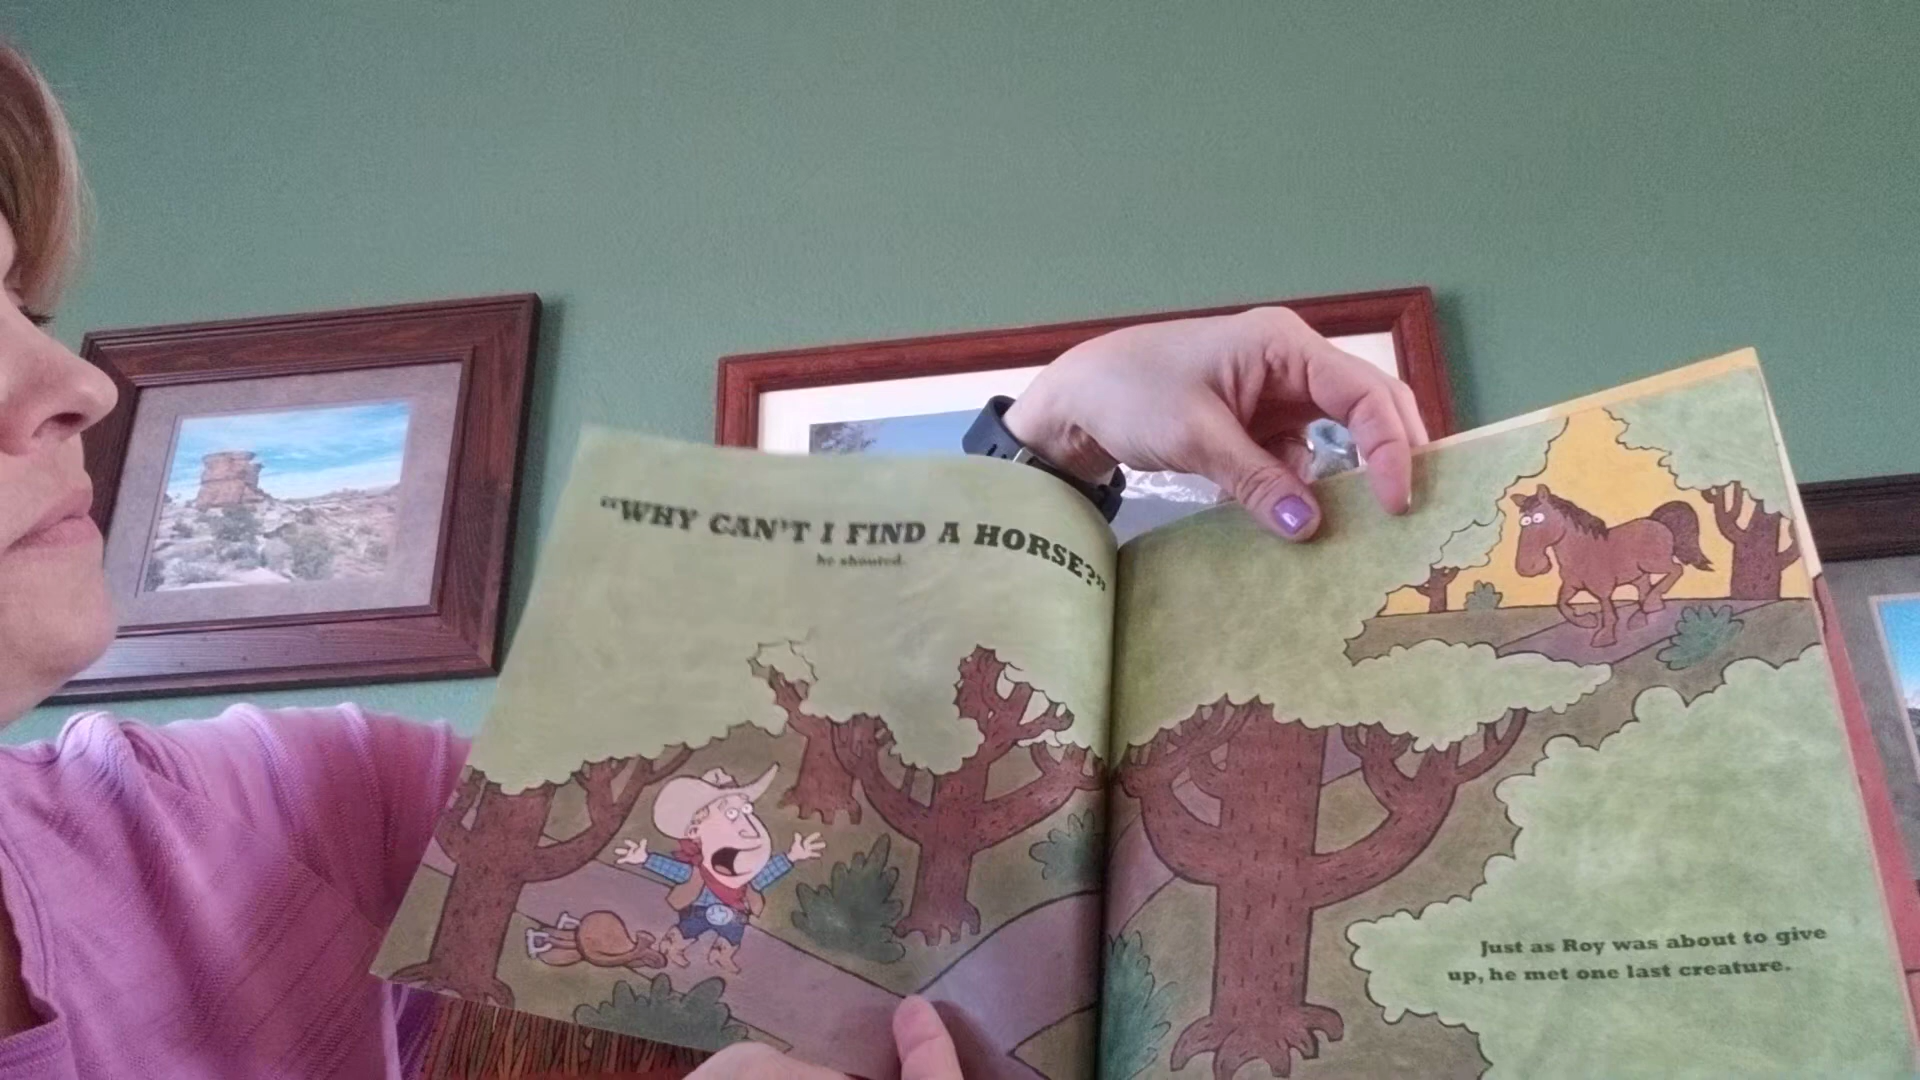 “WHY CAN’T I FIND A HORSE?”
he shouted.
Just as Roy was about to give
up, he met one last creature.